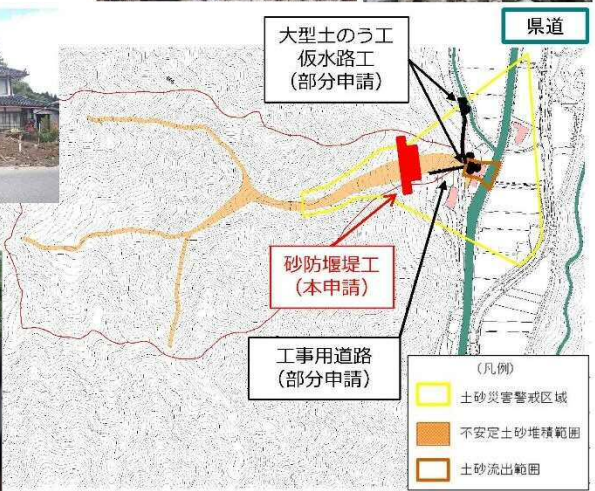 県道
大型土のう工
仮水路工
(部分申請)
砂防堰堤工
(本申請)
工事用道路
(部分申請)
(凡例)
土砂災害警戒区域
不安定土砂堆積範囲
土砂流出範囲